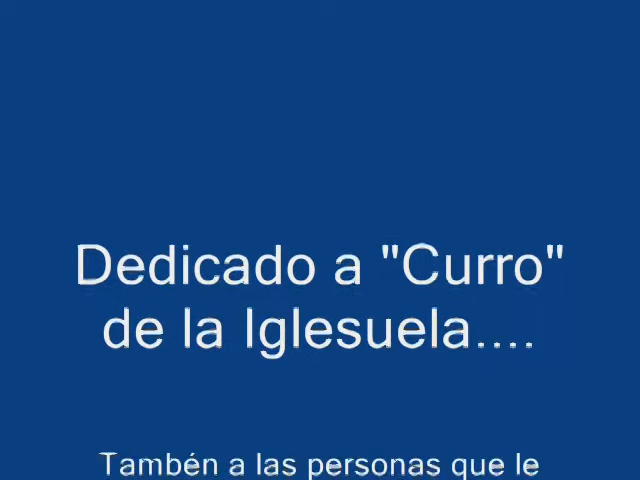 Dedicado a "Curro"
de la Iglesuela....
Tambén a las personas que le